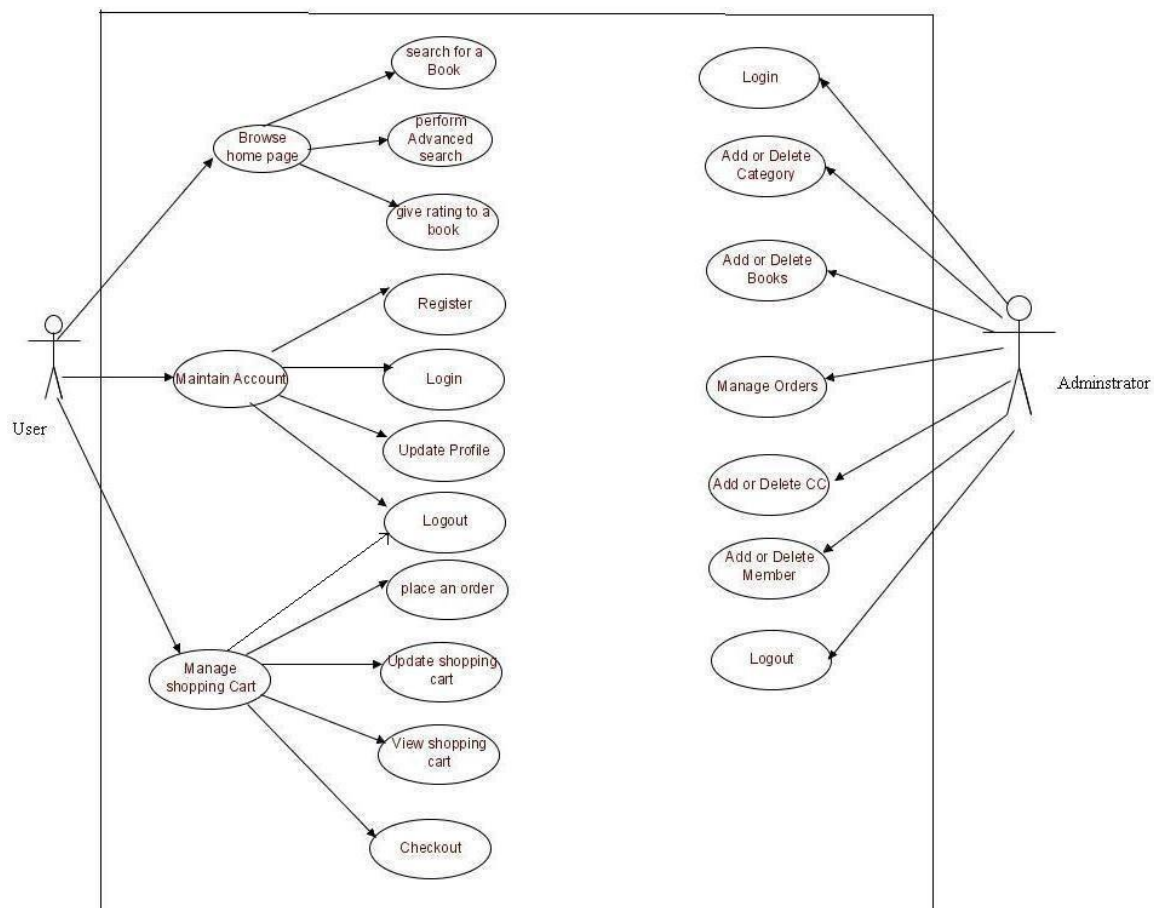 search for a
Book
perform
Advanced
search
Browse
home page
give rating to a
book
Register
Maintain Account
Login
Update Profile
User
Logout
place an order
Manage
shopping Cart
Update shopping
cart
View shopping
cart
Checkout
Login
Add or Delete
Category
Add or Delete
Books
Manage Orders
Adminstrator
Add or Delete CC
Add or Delete
Member
Logout